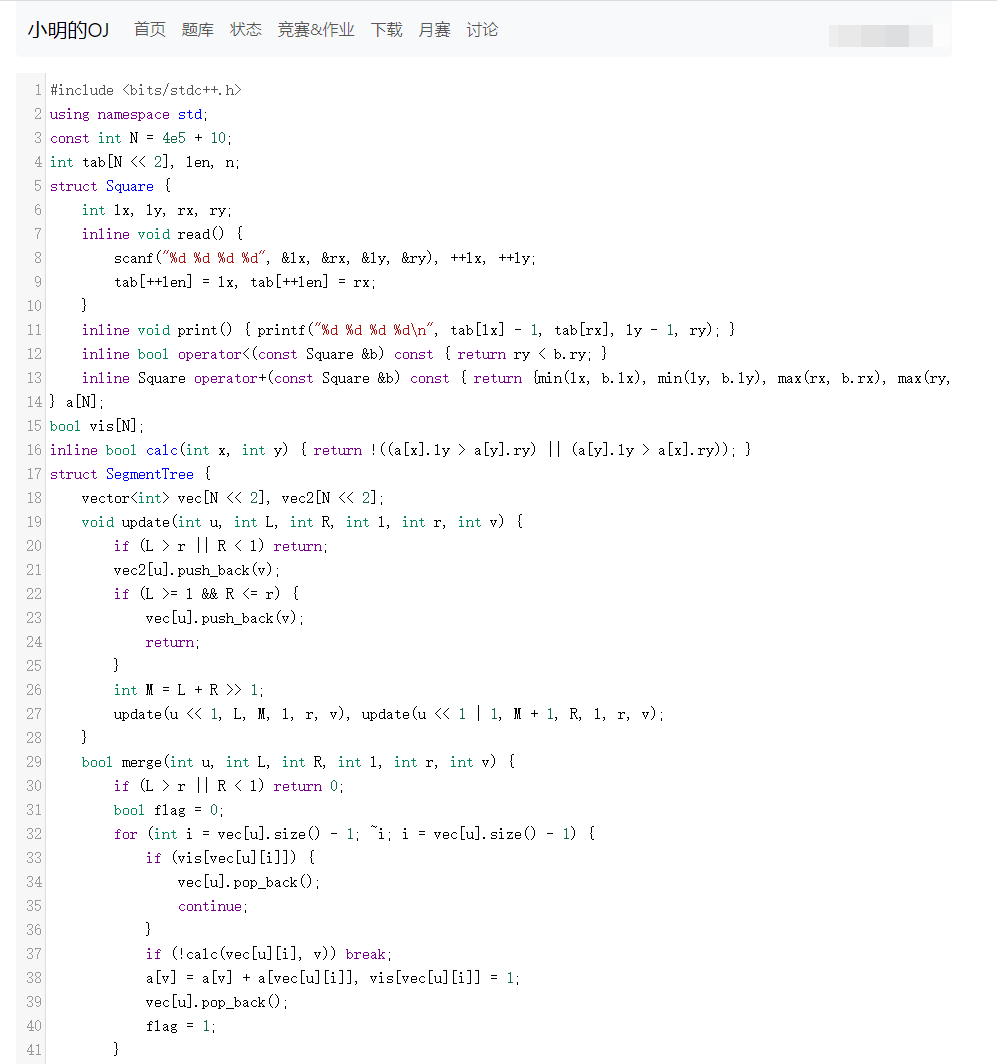 小明的OJ 首页 题库 状态 竞赛&作业 下载 月赛 讨论
1 #include <bits/stdc++.h>
2 using namespace std;
3 const int N = 4e5 + 10;
4 int tab[N << 2], len, n;
5 struct Square {
6     int lx, ly, rx, ry;
7     inline void read() {
8         scanf("%d %d %d %d", &lx, &rx, &ly, &ry), ++lx, ++ly;
9         tab[++len] = lx, tab[++len] = rx;
10     }
11     inline void print() { printf("%d %d %d %d\n", tab[lx] - 1, tab[rx], ly - 1, ry); }
12     inline bool operator<(const Square &b) const { return ry < b.ry; }
13     inline Square operator+(const Square &b) const { return {min(lx, b.lx), min(ly, b.ly), max(rx, b.rx), max(ry,
14 } a[N];
15 bool vis[N];
16 inline bool calc(int x, int y) { return !((a[x].ly > a[y].ry) || (a[y].ly > a[x].ry)); }
17 struct SegmentTree {
18     vector<int> vec[N << 2], vec2[N << 2];
19     void update(int u, int L, int R, int l, int r, int v) {
20         if (L > r || R < l) return;
21         vec2[u].push_back(v);
22         if (L >= l && R <= r) {
23             vec[u].push_back(v);
24             return;
25         }
26         int M = L + R >> 1;
27         update(u << 1, L, M, l, r, v), update(u << 1 | 1, M + 1, R, l, r, v);
28     }
29     bool merge(int u, int L, int R, int l, int r, int v) {
30         if (L > r || R < l) return 0;
31         bool flag = 0;
32         for (int i = vec[u].size() - 1; ~i; i = vec[u].size() - 1) {
33             if (vis[vec[u][i]]) {
34                 vec[u].pop_back();
35                 continue;
36             }
37             if (!calc(vec[u][i], v)) break;
38             a[v] = a[v] + a[vec[u][i]], vis[vec[u][i]] = 1;
39             vec[u].pop_back();
40             flag = 1;
41         }